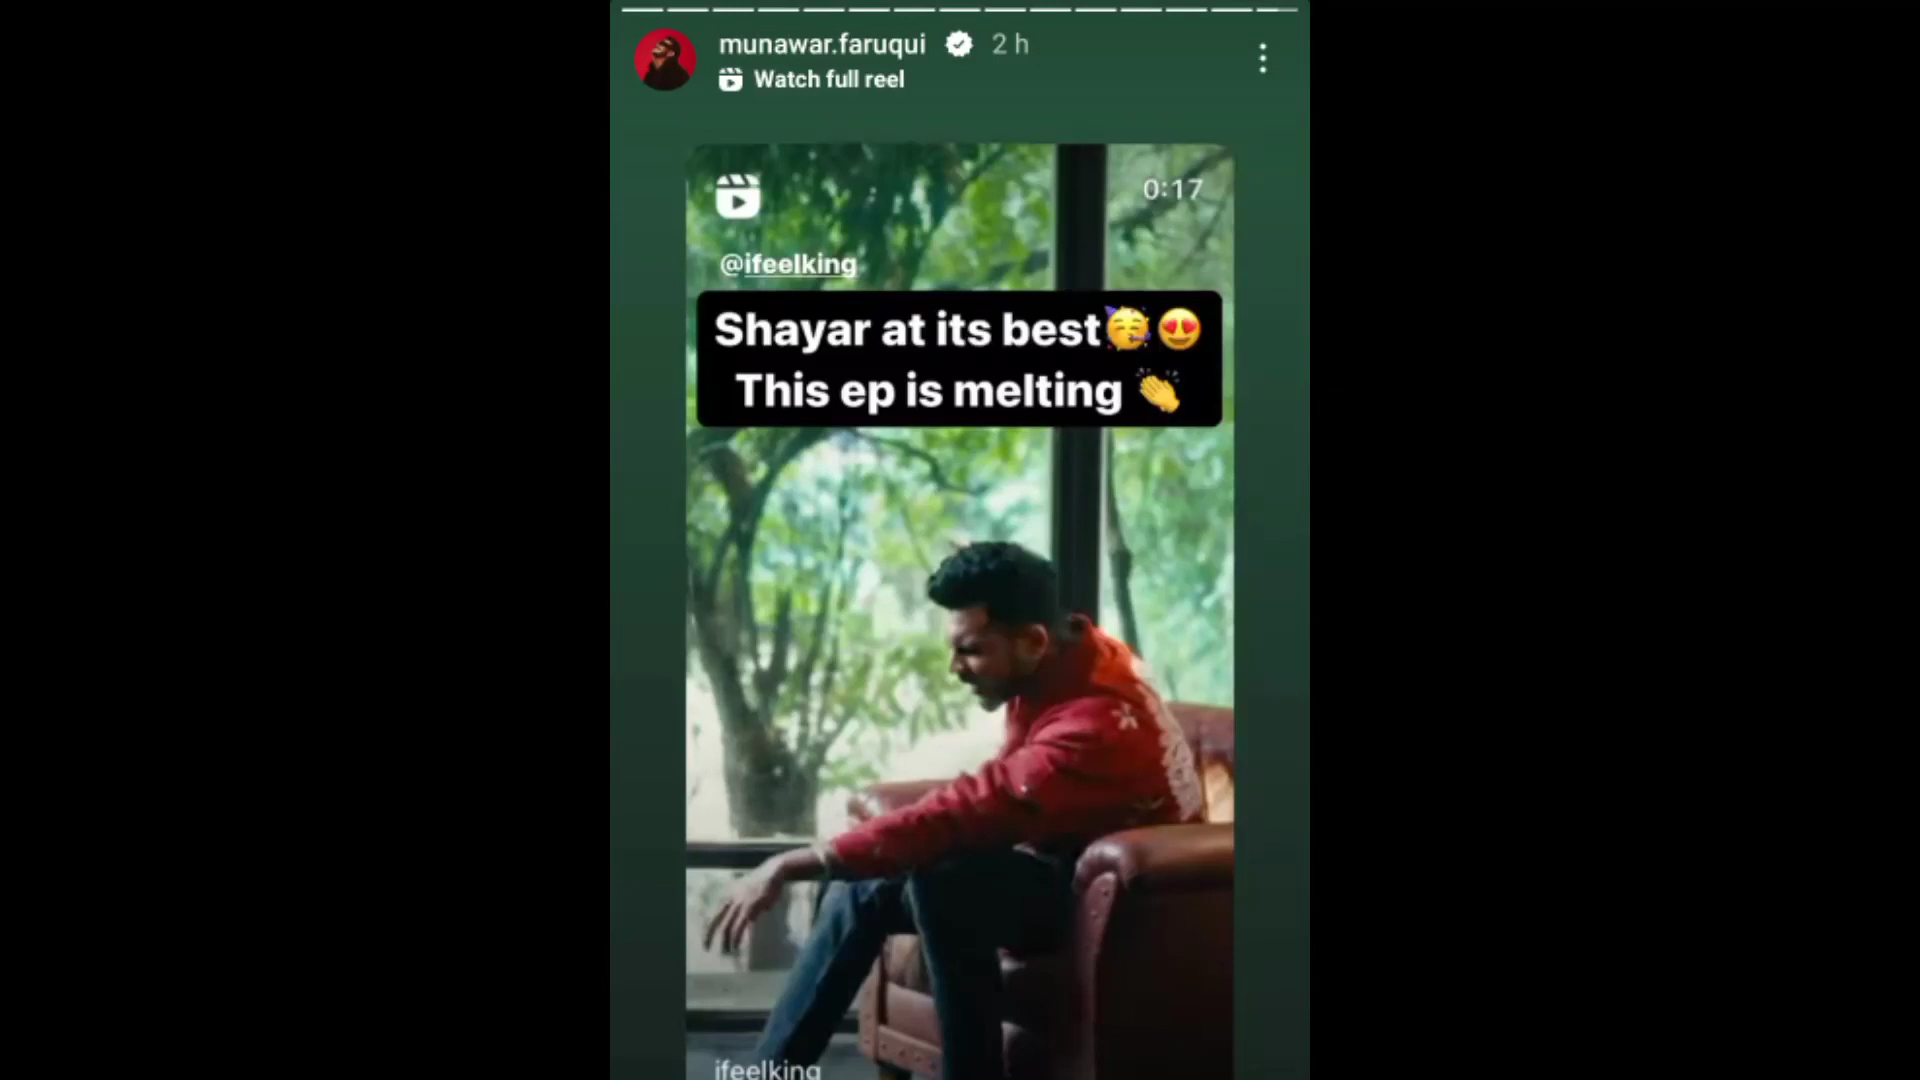 munawar.faruqui 2 h
Watch full reel
0:17
@ifeelking
Shayar at its best🥳😍
This ep is melting 👏
ifeelking